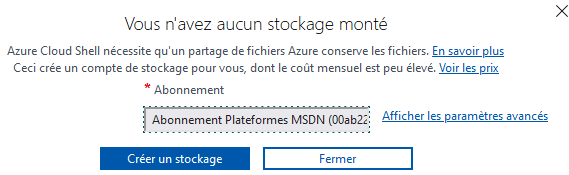 Vous n'avez aucun stockage monté
Azure Cloud Shell nécessite qu'un partage de fichiers Azure conserve les fichiers. En savoir plus
Ceci crée un compte de stockage pour vous, dont le coût mensuel est peu élevé. Voir les prix
* Abonnement
Abonnement Plateformes MSDN (00ab22 Afficher les paramètres avancés
Créer un stockage Fermer